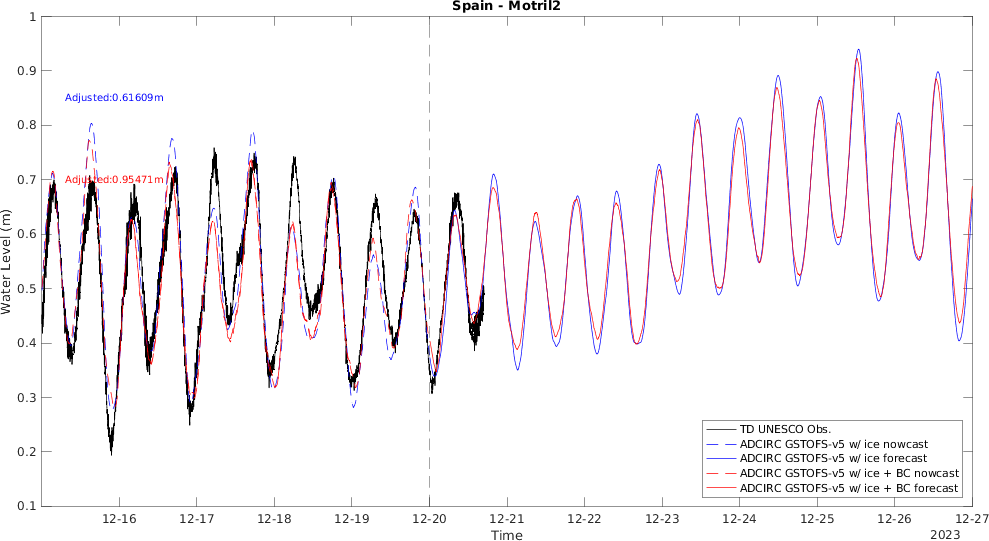 Spain - Motril2
1
0.9
0.8
0.7
0.6
0.5
0.4
0.3
0.2
0.1
Water Level (m)
Adjusted:0.61609m
Adjusted:0.95471m
TD UNESCO Obs.
ADCIRC GSTOFS-v5 w/ ice nowcast
ADCIRC GSTOFS-v5 w/ ice forecast
ADCIRC GSTOFS-v5 w/ ice + BC nowcast
ADCIRC GSTOFS-v5 w/ ice + BC forecast
12-16 12-17 12-18 12-19 12-20 12-21 12-22 12-23 12-24 12-25 12-26 12-27
Time
2023